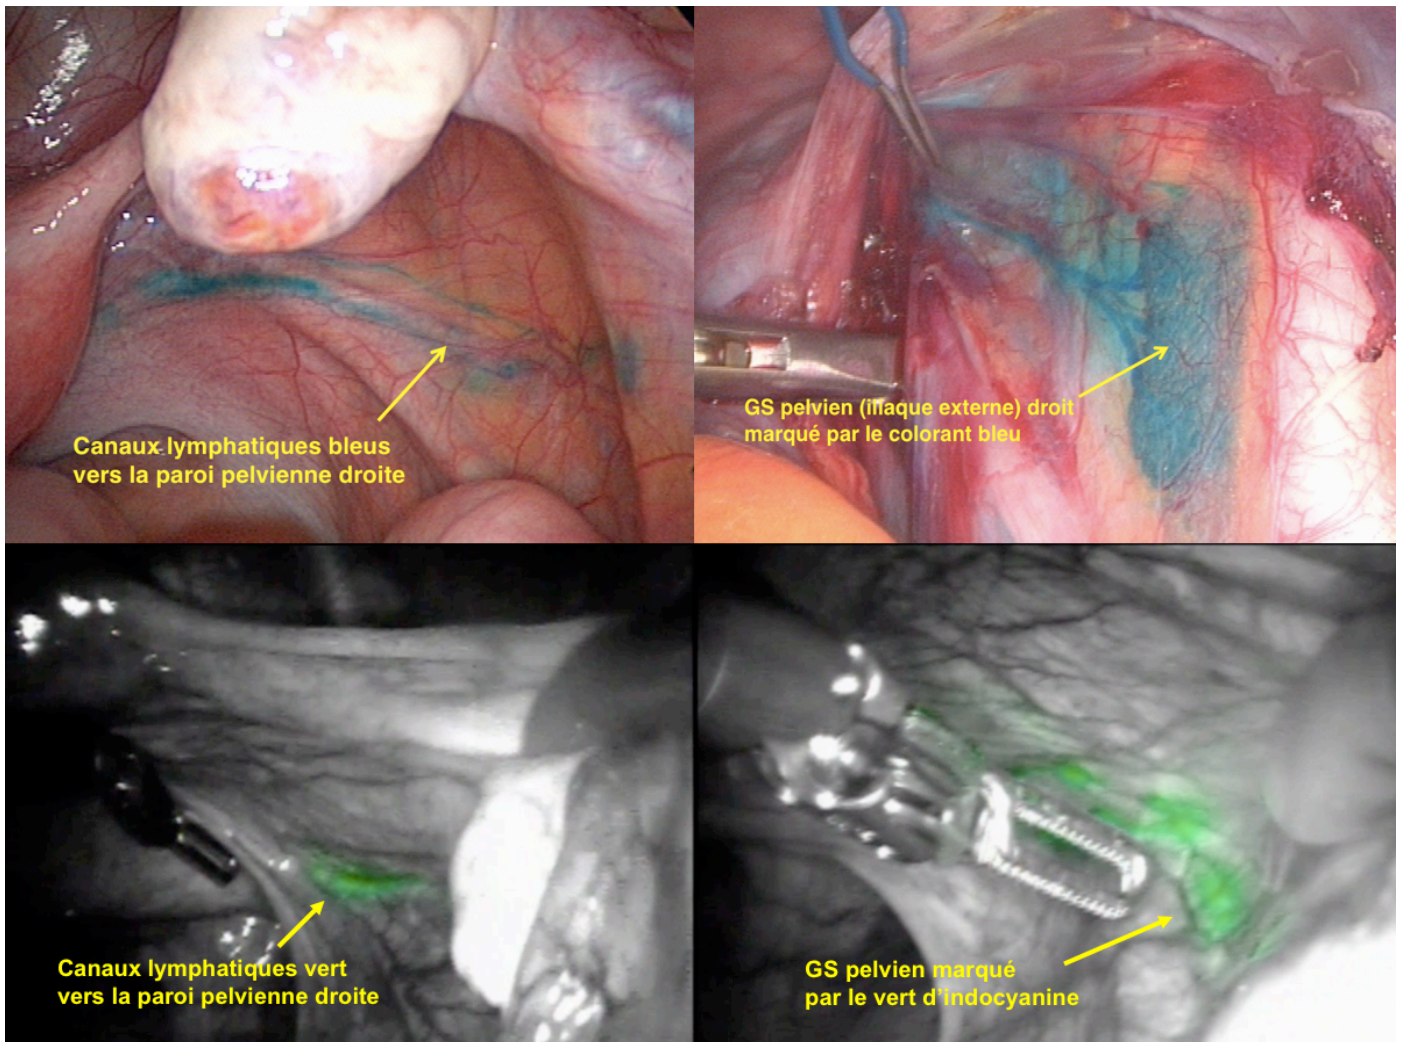 Canaux lymphatiques bleus
vers la paroi pelvienne droite
GS pelvien (iliaque externe) droit
marqué par le colorant bleu
Canaux lymphatiques vert
vers la paroi pelvienne droite
GS pelvien marqué
par le vert d’indocyanine